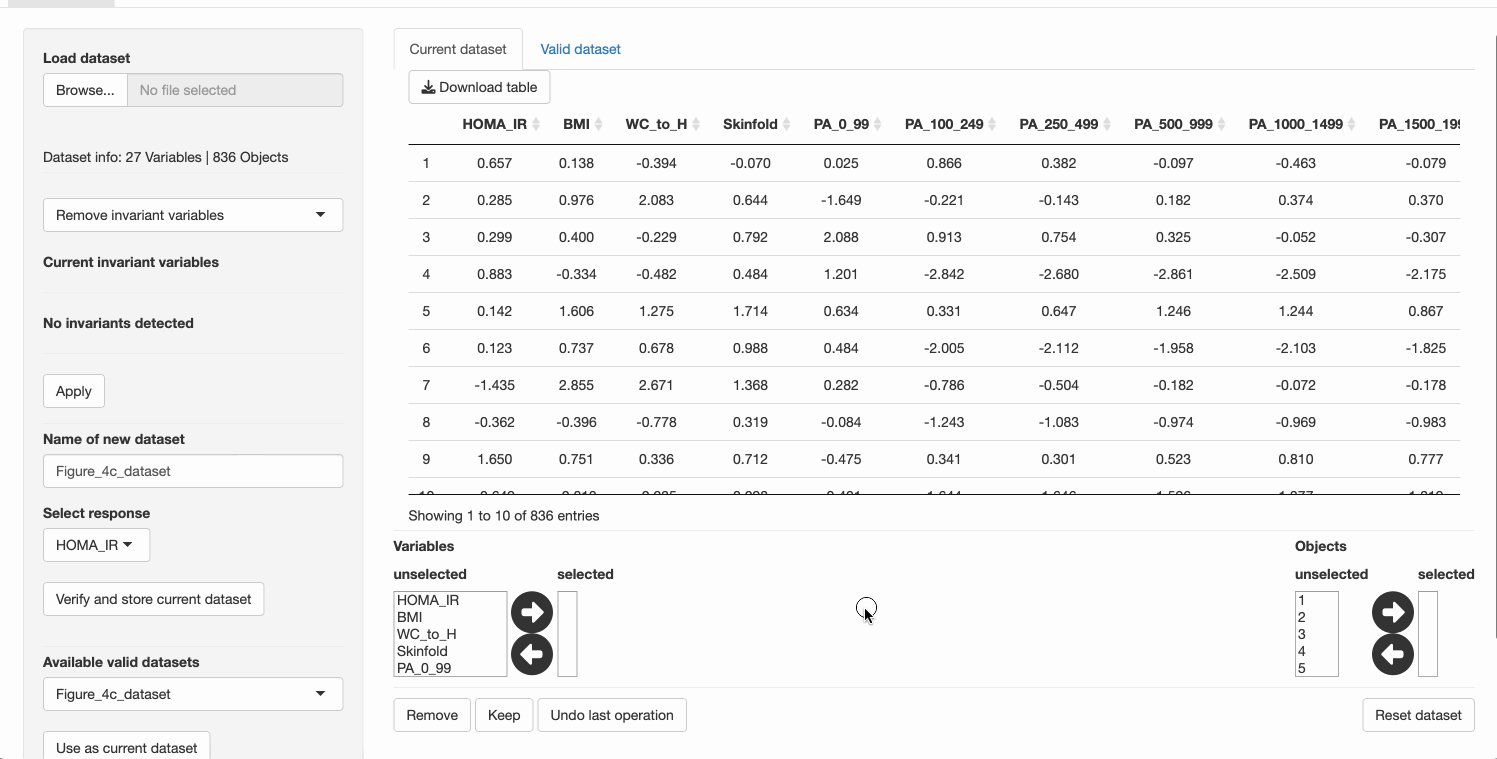 Load dataset
Browse... No file selected
Dataset info: 27 Variables | 836 Objects
Remove invariant variables
Current invariant variables
No invariants detected
Apply
Name of new dataset
Figure_4c_dataset
Select response
HOMA_IR
Verify and store current dataset
Available valid datasets
Figure_4c_dataset
Use as current dataset
Current dataset Valid dataset
Download table
HOMA_IR BMI WC_to_H Skinfold PA_0_99 PA_100_249 PA_250_499 PA_500_999 PA_1000_1499 PA_1500_199
1 0.657 0.138 -0.394 -0.070 0.025 0.866 0.382 -0.097 -0.463 -0.079
2 0.285 0.976 2.083 0.644 -1.649 -0.221 -0.143 0.182 0.374 0.370
3 0.299 0.400 -0.229 0.792 2.088 0.913 0.754 0.325 -0.052 -0.307
4 0.883 -0.334 -0.482 0.484 1.201 -2.842 -2.680 -2.861 -2.509 -2.175
5 0.142 1.606 1.275 1.714 0.634 0.331 0.647 1.246 1.244 0.867
6 0.123 0.737 0.678 0.988 0.484 -2.005 -2.112 -1.958 -2.103 -1.825
7 -1.435 2.855 2.671 1.368 0.282 -0.786 -0.504 -0.182 -0.072 -0.178
8 -0.362 -0.396 -0.778 0.319 -0.084 -1.243 -1.083 -0.974 -0.969 -0.983
9 1.650 0.751 0.336 0.712 -0.475 0.341 0.301 0.523 0.810 0.777
Showing 1 to 10 of 836 entries
Variables
unselected selected
HOMA_IR
BMI
WC_to_H
Skinfold
PA_0_99
Objects
unselected selected
1
2
3
4
5
Remove Keep Undo last operation Reset dataset